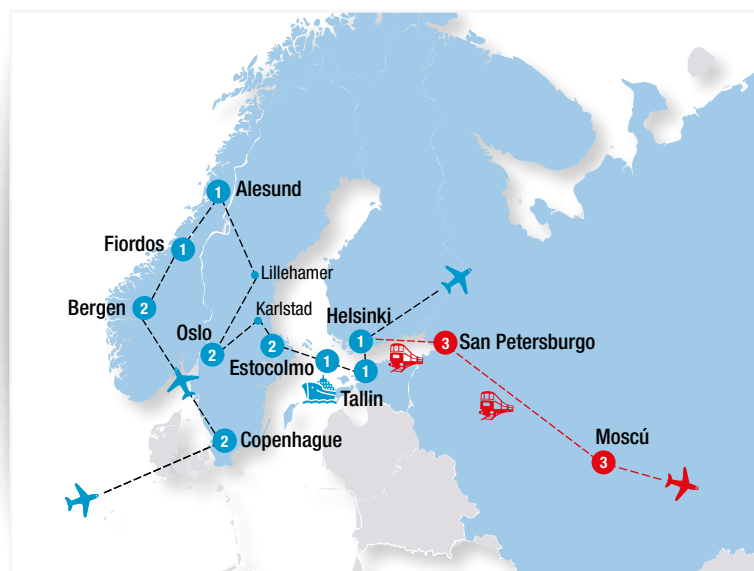 1 Alesund
Fiordos 1
Lillehamer
Bergen 2
Karlstad
Oslo
2
2
Estocolmo
1
Helsinki
1
1
Tallin
3 San Petersburgo
Moscú
3
2 Copenhague